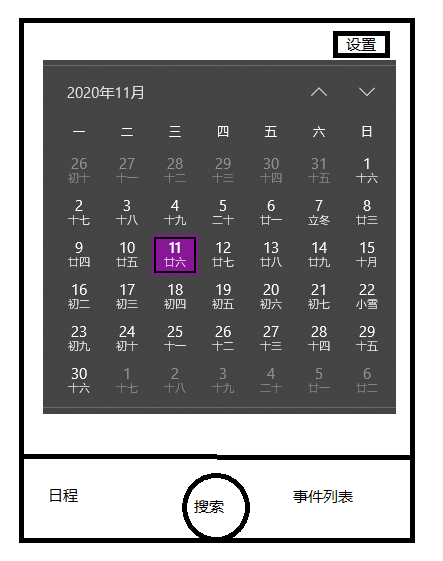 设置
2020年11月
一 二 三 四 五 六 日
26 27 28 29 30 31 1
初十 十一 十二 十三 十四 十五 十六
2 3 4 5 6 7 8
十七 十八 十九 二十 廿一 立冬 廿三
9 10 11 12 13 14 15
廿四 廿五 廿六 廿七 廿八 廿九 十月
16 17 18 19 20 21 22
初二 初三 初四 初五 初六 初七 小雪
23 24 25 26 27 28 29
初九 初十 十一 十二 十三 十四 十五
30 1 2 3 4 5 6
十六 十七 十八 十九 二十 廿一 廿二
日程 搜索 事件列表